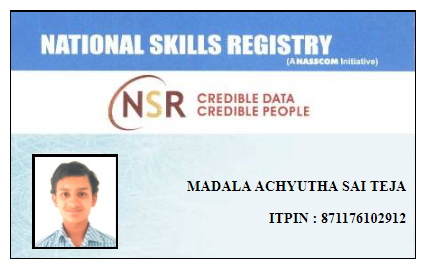 NATIONAL SKILLS REGISTRY
(A NASSCOM Initiative)
NSR CREDIBLE DATA
CREDIBLE PEOPLE
MADALA ACHYUTHA SAI TEJA
ITPIN : 871176102912